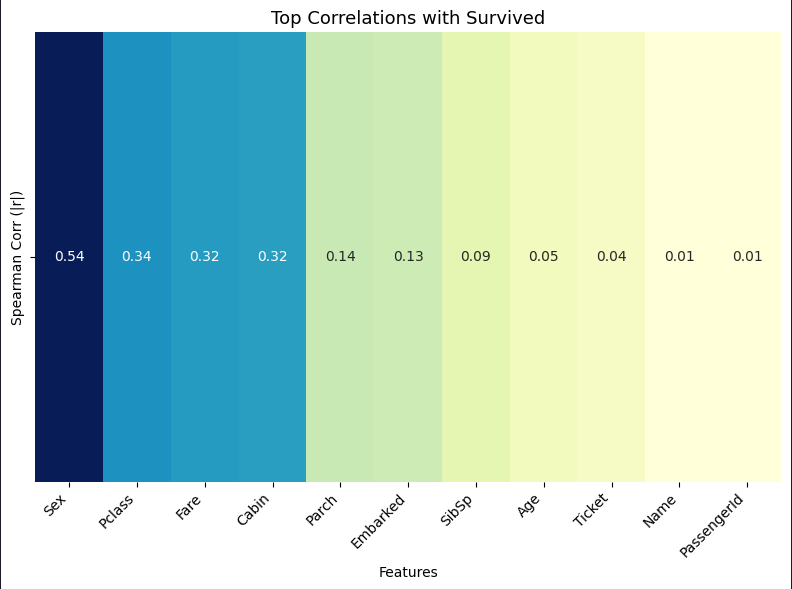 Top Correlations with Survived
Spearman Corr (|r|)
0.54 0.34 0.32 0.32 0.14 0.13 0.09 0.05 0.04 0.01 0.01
Sex Pclass Fare Cabin Parch Embarked SibSp Age Ticket Name PassengerId
Features